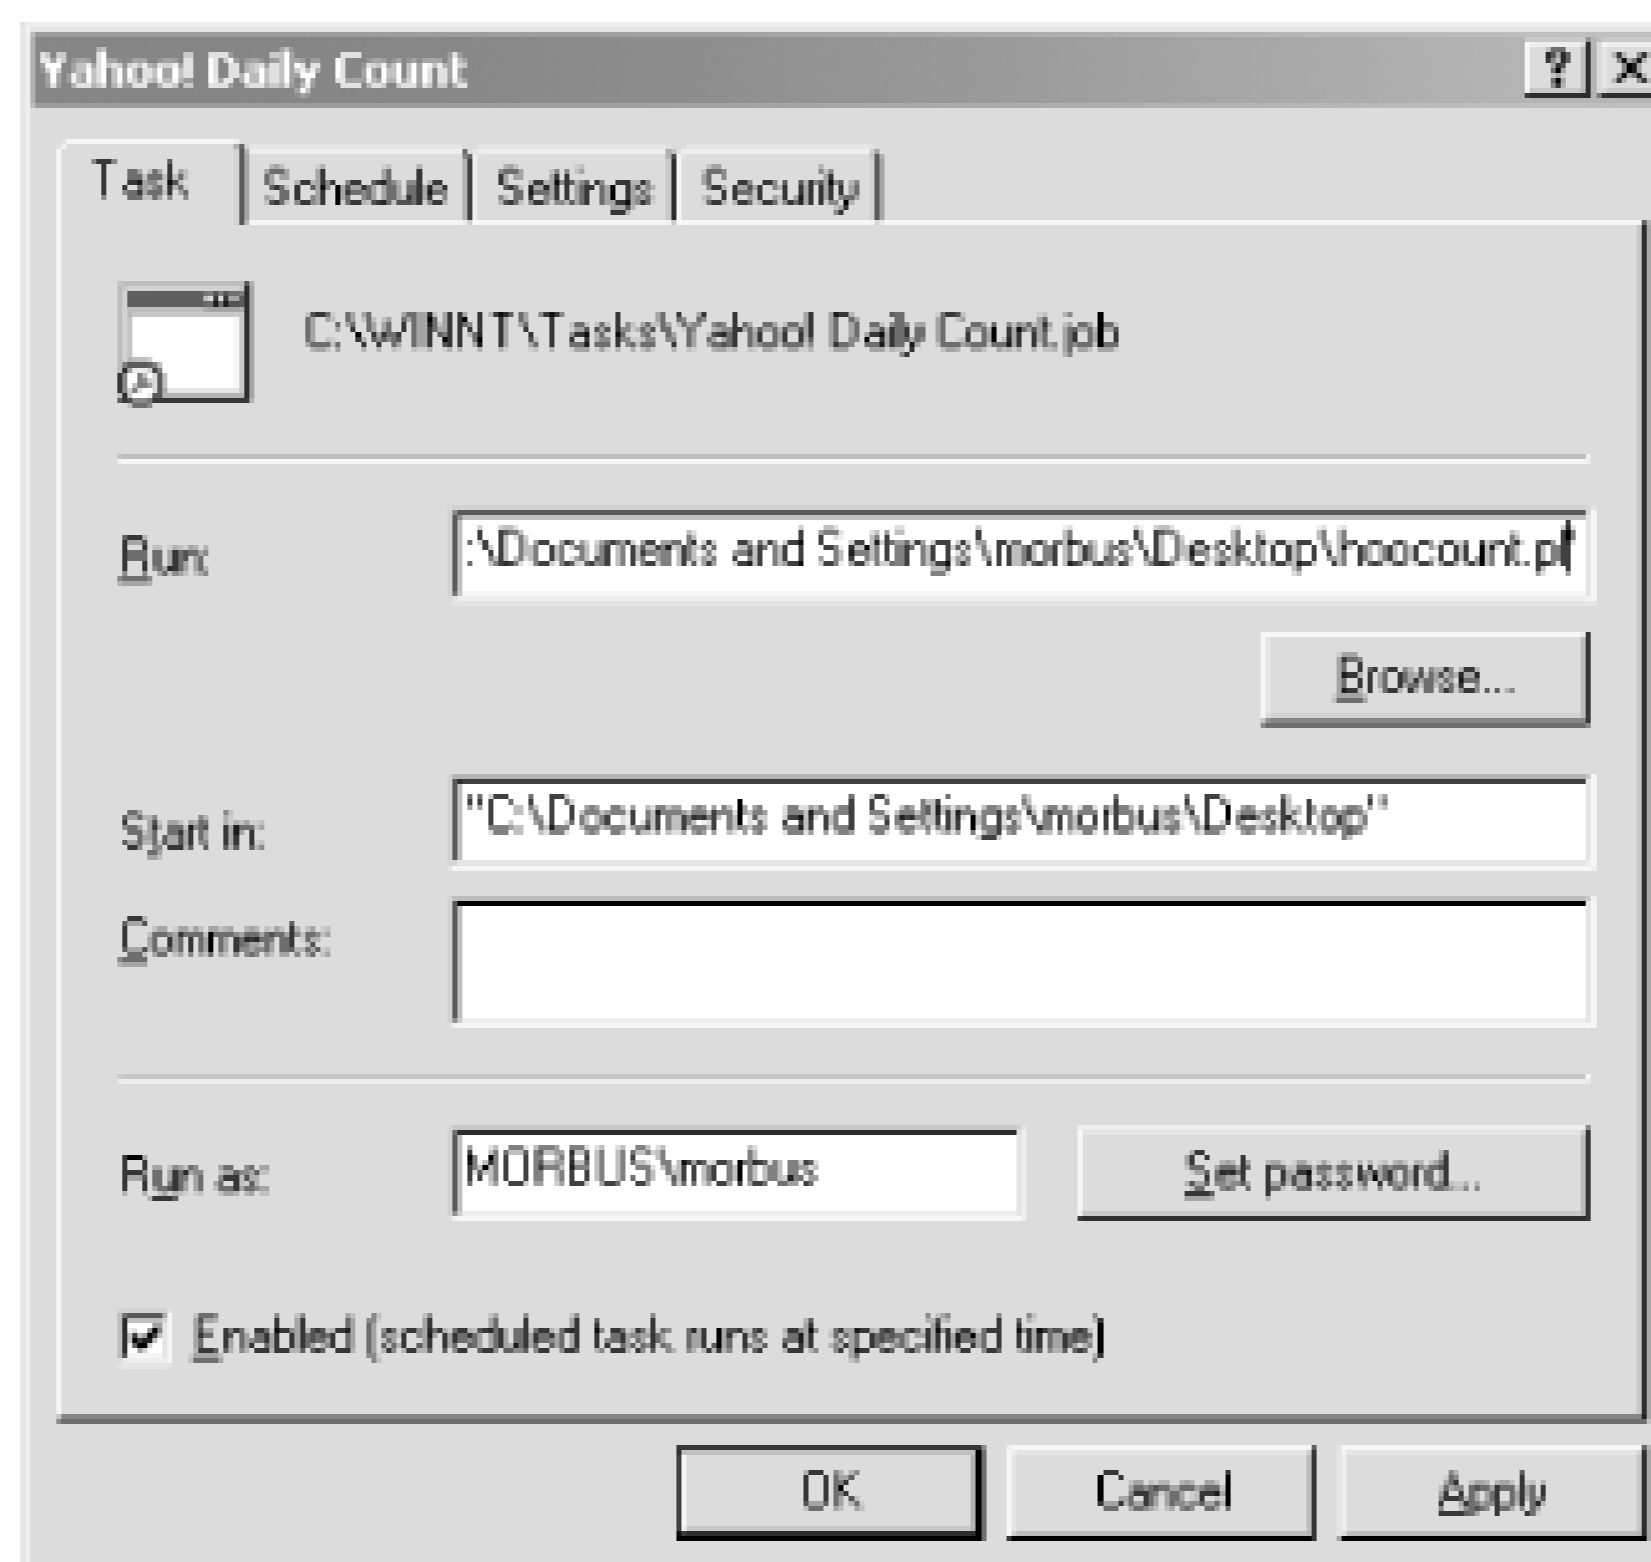 Yahoo! Daily Count
Task Schedule Settings Security
C:\WINNT\Tasks\Yahoo! Daily Count.job
Run: :\Documents and Settings\morbus\Desktop\hoocount.pl
Browse...
Start in: "C:\Documents and Settings\morbus\Desktop"
Comments:
Run as: MORBUS\morbus Set password...
Enabled (scheduled task runs at specified time)
OK Cancel Apply